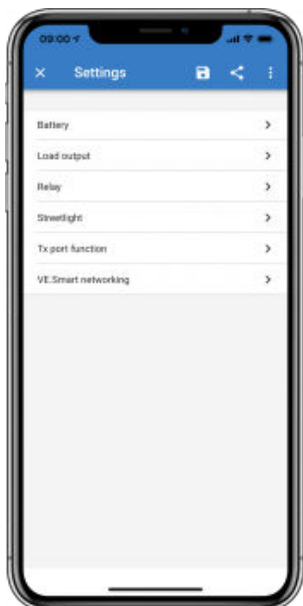 09:00
Settings
Battery
Load output
Relay
Streetlight
Tx port function
VE.Smart networking